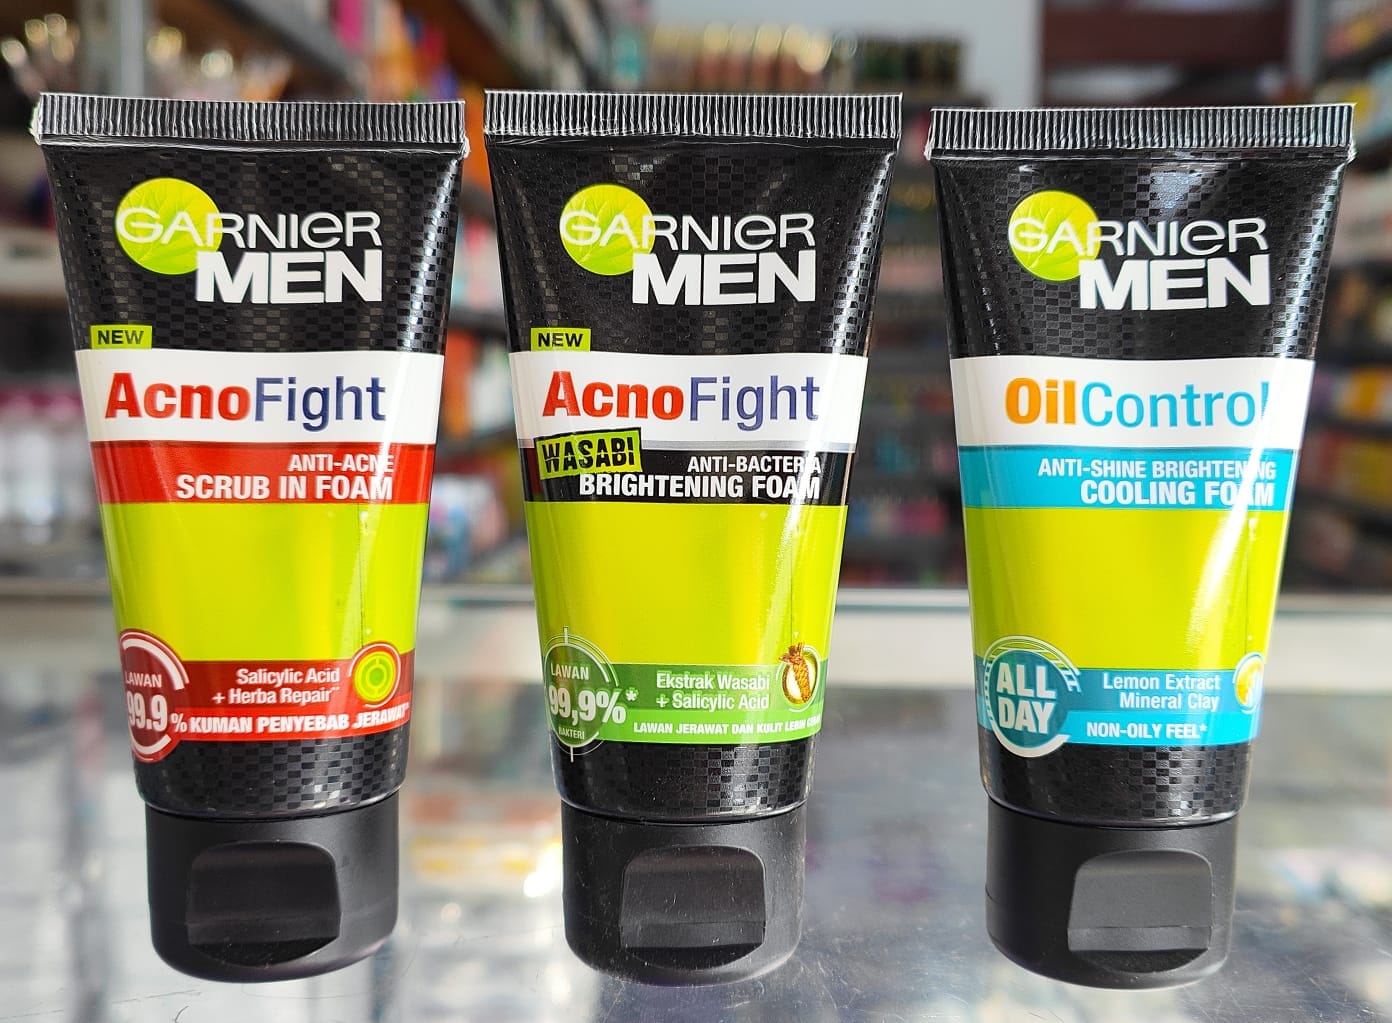 GARNIER
MEN
NEW
AcnoFight
ANTI-ACNE
SCRUB IN FOAM
LAWAN
99.9%
Salicylic Acid
+ Herba Repair**
KUMAN PENYEBAB JERAWAT*
GARNIER
MEN
NEW
AcnoFight
WASABI
ANTI-BACTERIA
BRIGHTENING FOAM
LAWAN
99,9%*
BAKTERI
Ekstrak Wasabi
+ Salicylic Acid
LAWAN JERAWAT DAN KULIT LEBIH CERAH
GARNIER
MEN
OilControl
ANTI-SHINE BRIGHTENING
COOLING FOAM
ALL
DAY
Lemon Extract
Mineral Clay
NON-OILY FEEL*